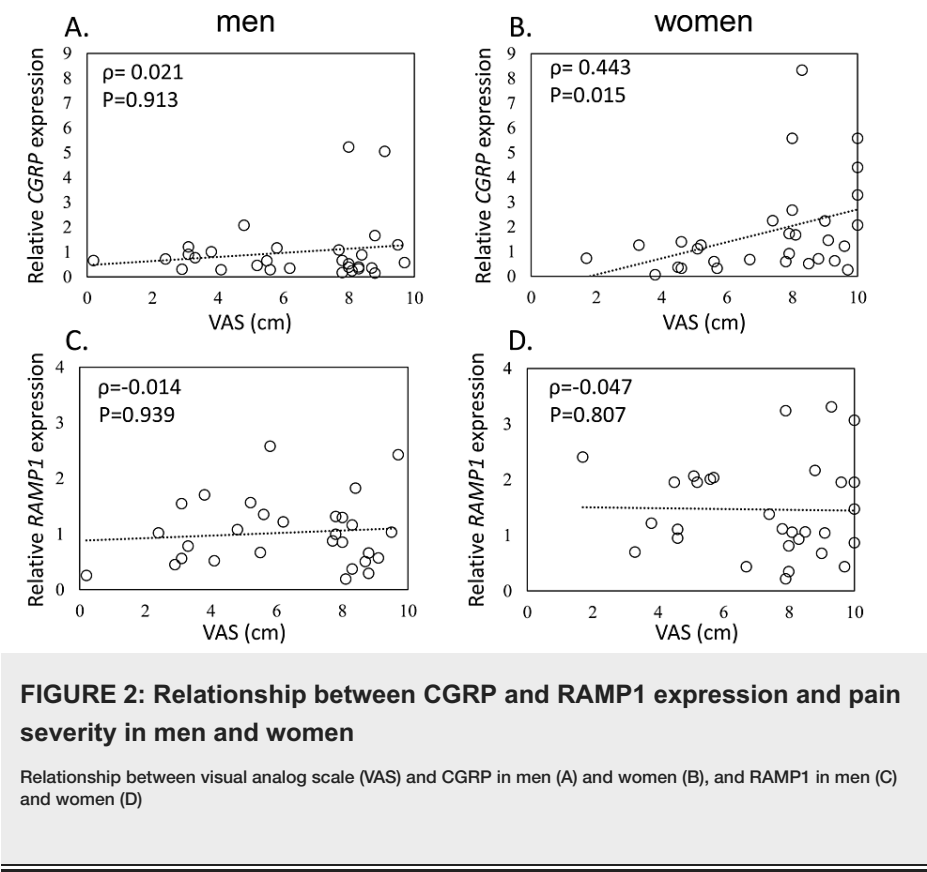 A. men
ρ= 0.021
P=0.913
Relative CGRP expression
9
8
7
6
5
4
3
2
1
0
0 2 4 6 8 10
VAS (cm)
B. women
ρ= 0.443
P=0.015
Relative CGRP expression
9
8
7
6
5
4
3
2
1
0
0 2 4 6 8 10
VAS (cm)
C.
ρ=-0.014
P=0.939
Relative RAMP1 expression
4
3
2
1
0
0 2 4 6 8 10
VAS (cm)
D.
ρ=-0.047
P=0.807
Relative RAMP1 expression
4
3
2
1
0
0 2 4 6 8 10
VAS (cm)
FIGURE 2: Relationship between CGRP and RAMP1 expression and pain
severity in men and women
Relationship between visual analog scale (VAS) and CGRP in men (A) and women (B), and RAMP1 in men (C)
and women (D)